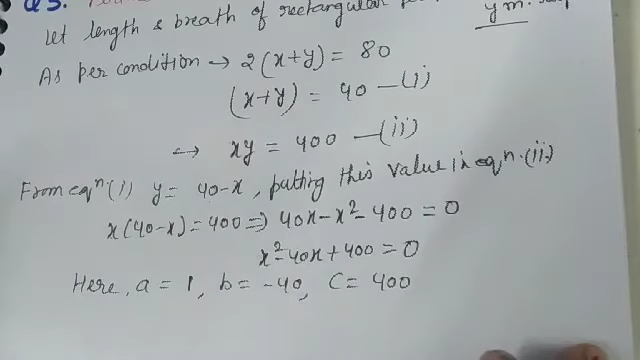 Q5.
Let length & breath of rectangular
y m.
As per condition → 2(x+y) = 80
(x+y) = 40 —(i)
↔ xy = 400 —(ii)
From eqⁿ.(i) y = 40-x, putting this value in eqⁿ.(ii)
x(40-x)=400 ⇒ 40x-x²-400=0
x²-40x+400=0
Here, a = 1, b = -40, C = 400